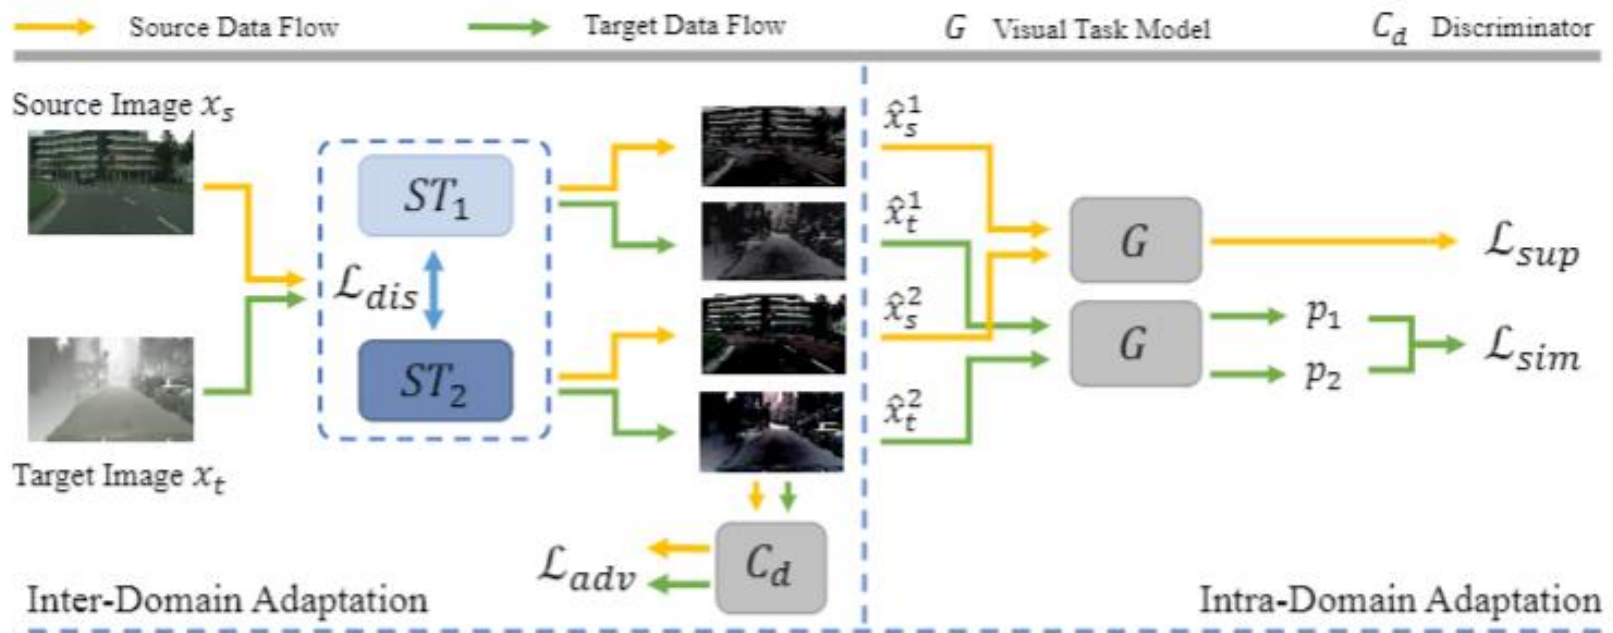 Source Data Flow Target Data Flow G Visual Task Model C_d Discriminator
Source Image x_s
ST_1
ℒ_dis
ST_2
Target Image x_t
x̂_s^1
x̂_t^1
x̂_s^2
x̂_t^2
G
ℒ_sup
G
p_1
p_2
ℒ_sim
C_d
ℒ_adv
Inter-Domain Adaptation
Intra-Domain Adaptation